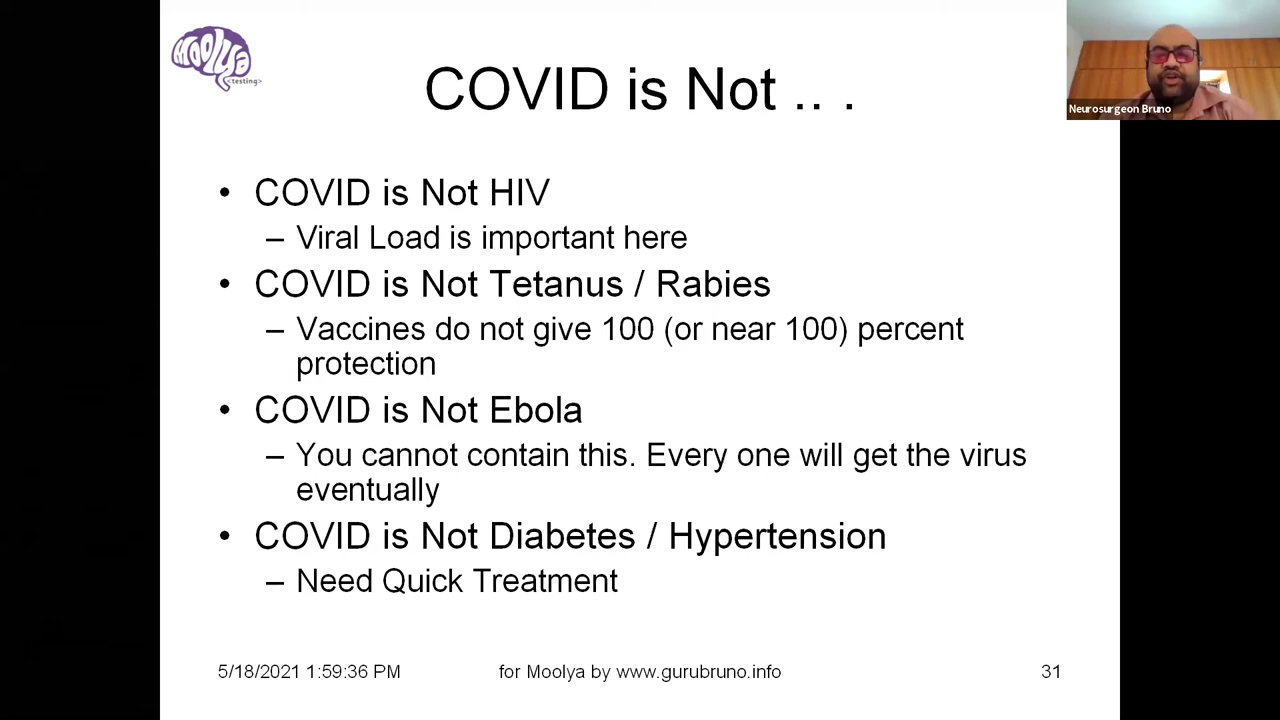 Moolya
<testing>
COVID is Not .. .
Neurosurgeon Bruno
• COVID is Not HIV
– Viral Load is important here
• COVID is Not Tetanus / Rabies
– Vaccines do not give 100 (or near 100) percent
protection
• COVID is Not Ebola
– You cannot contain this. Every one will get the virus
eventually
• COVID is Not Diabetes / Hypertension
– Need Quick Treatment
5/18/2021 1:59:36 PM for Moolya by www.gurubruno.info 31